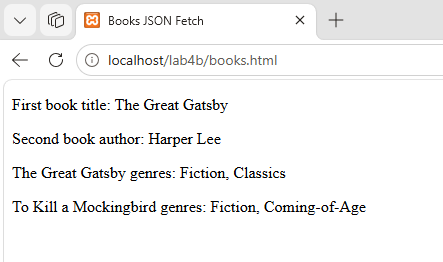 Books JSON Fetch
localhost/lab4b/books.html
First book title: The Great Gatsby
Second book author: Harper Lee
The Great Gatsby genres: Fiction, Classics
To Kill a Mockingbird genres: Fiction, Coming-of-Age